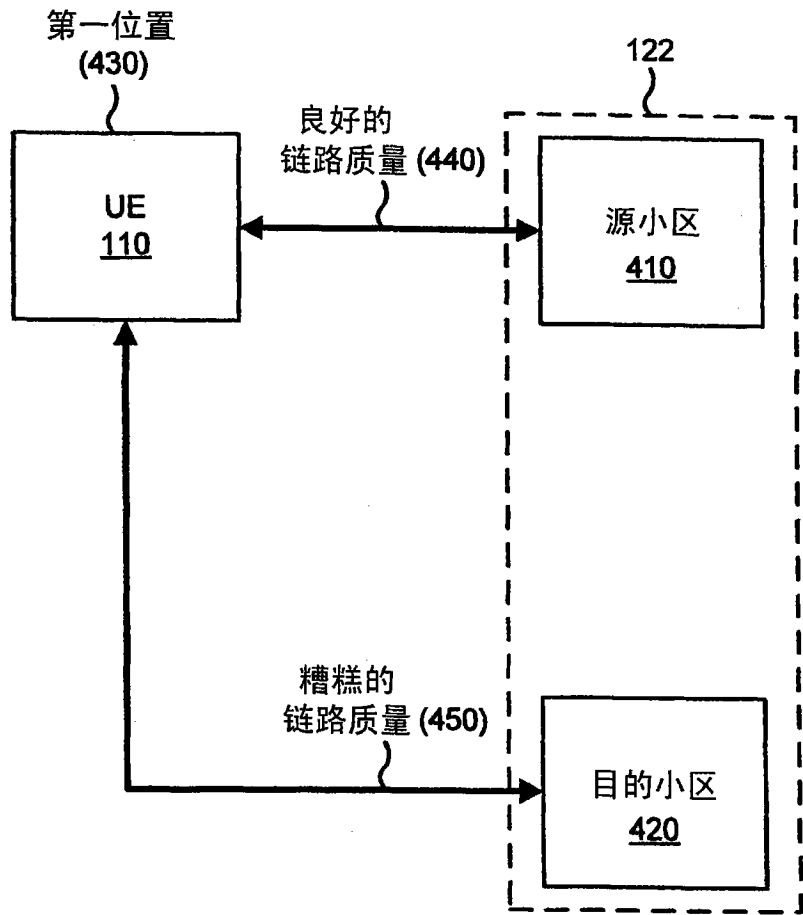 第一位置
(430)
122
良好的
链路质量 (440)
UE
110
源小区
410
糟糕的
链路质量 (450)
目的小区
420